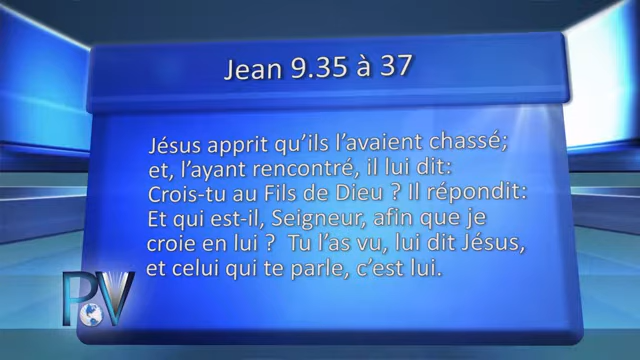 Jean 9.35 à 37
Jésus apprit qu'ils l'avaient chassé;
et, l'ayant rencontré, il lui dit:
Crois-tu au Fils de Dieu ? Il répondit:
Et qui est-il, Seigneur, afin que je
croie en lui ?  Tu l'as vu, lui dit Jésus,
et celui qui te parle, c'est lui.
PV